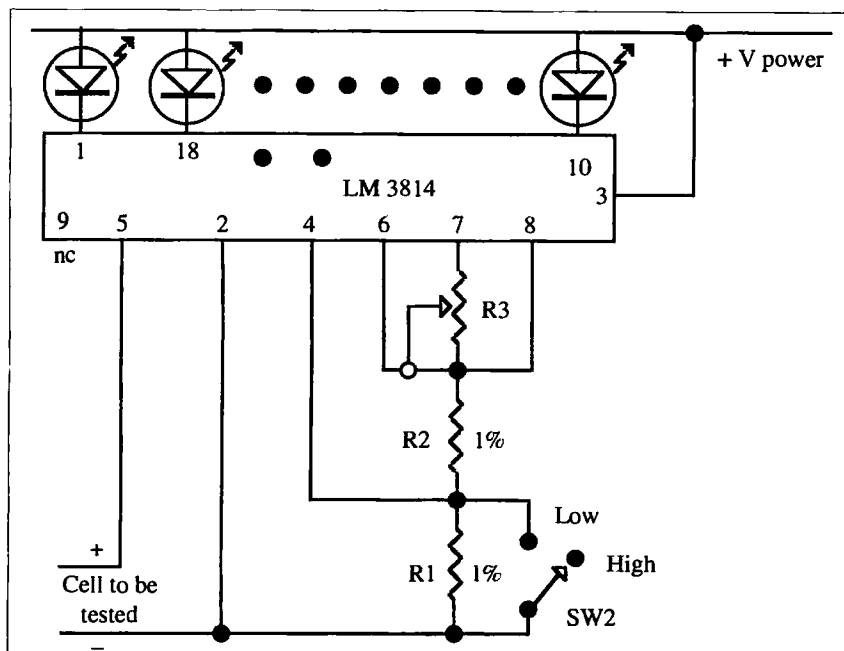 + V power
1 18 10
LM 3814
3
9 5 2 4 6 7 8
nc
R3
R2 1%
Low
+
High
Cell to be
tested
R1 1%
SW2
–